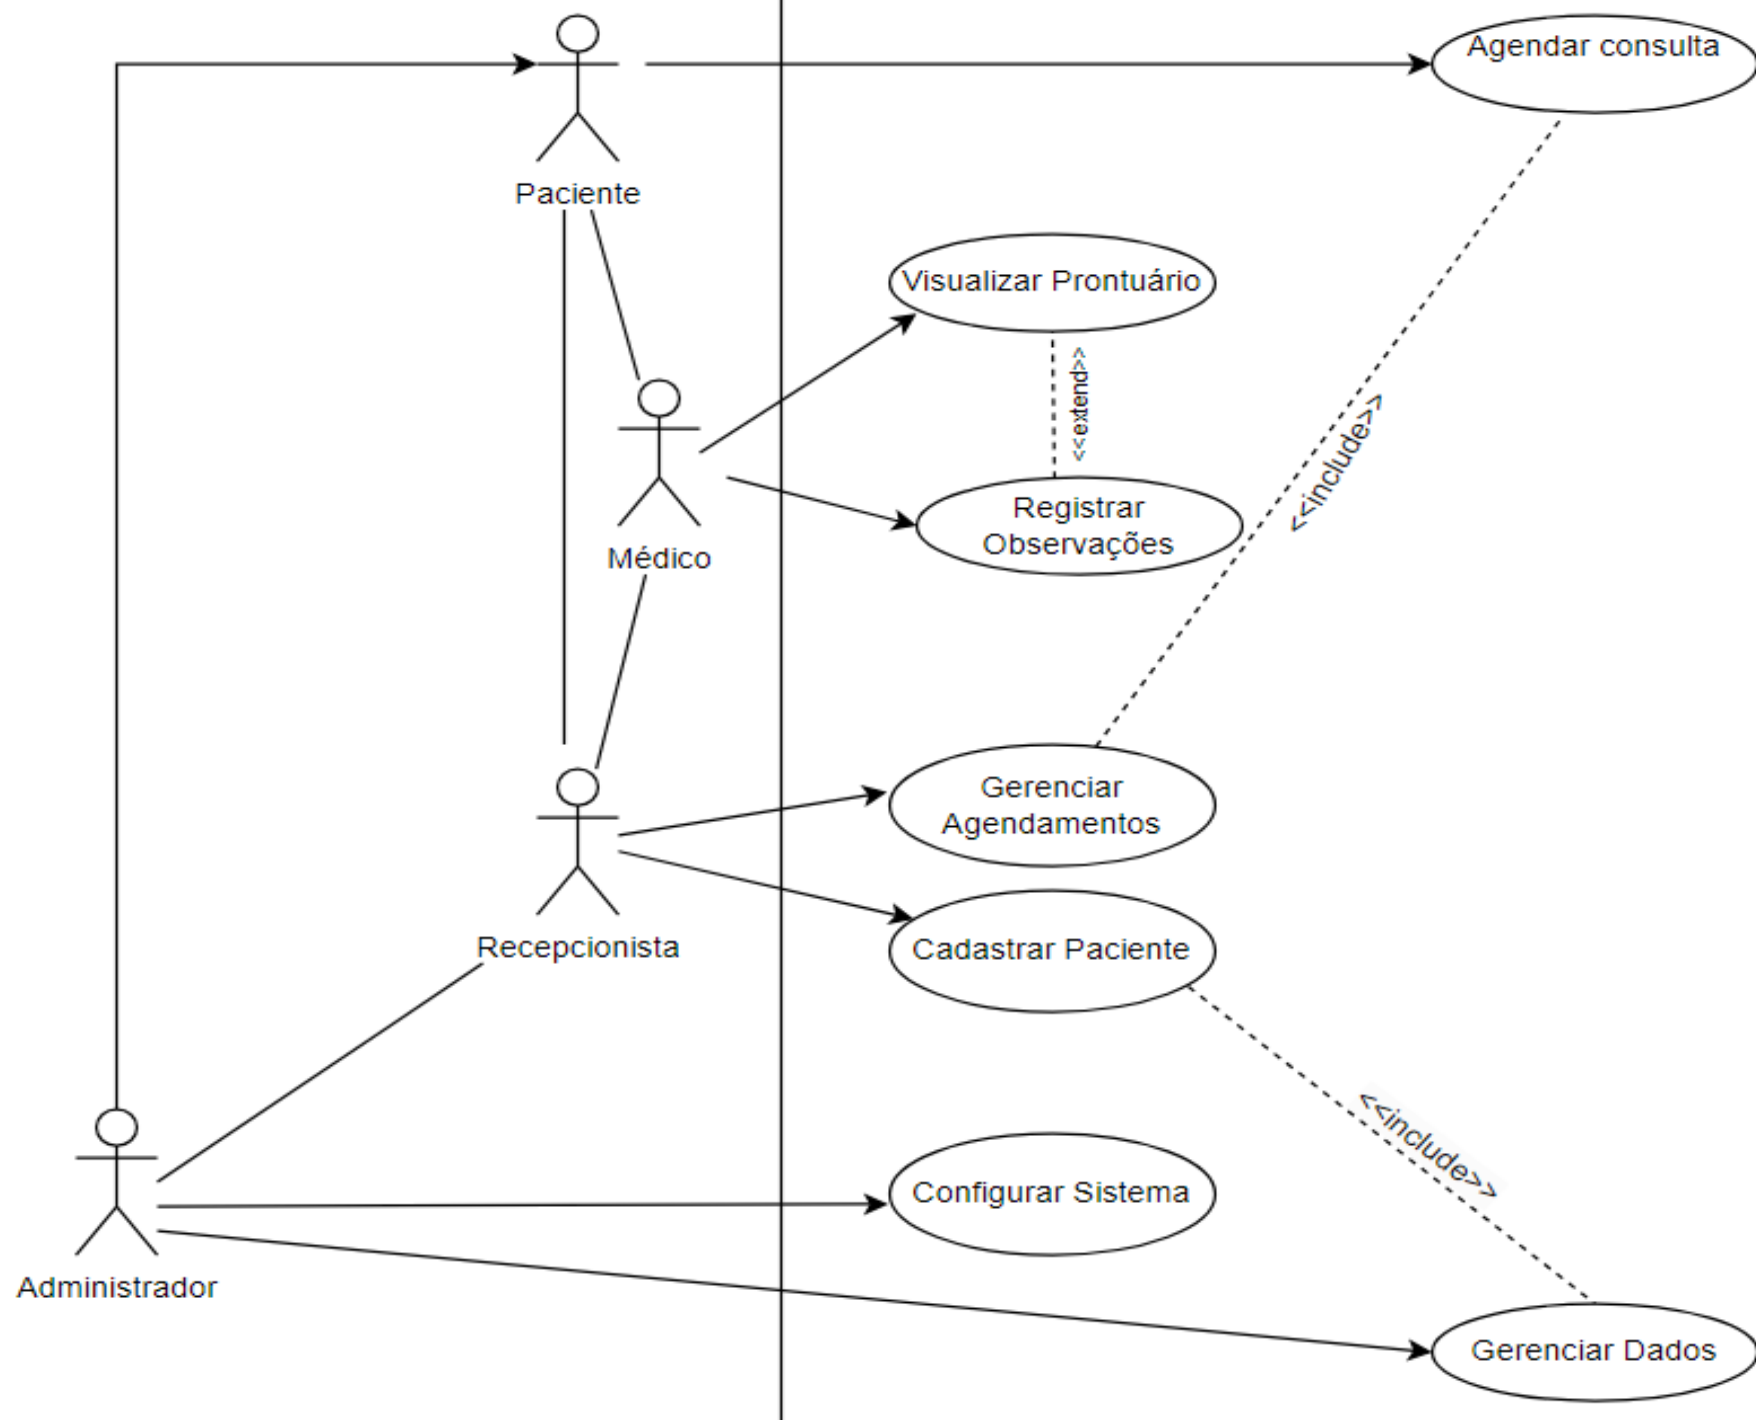 Agendar consulta
Paciente
Visualizar Prontuário
<<extend>>
<<include>>
Registrar
Observações
Médico
Gerenciar
Agendamentos
Recepcionista
Cadastrar Paciente
<<include>>
Configurar Sistema
Administrador
Gerenciar Dados